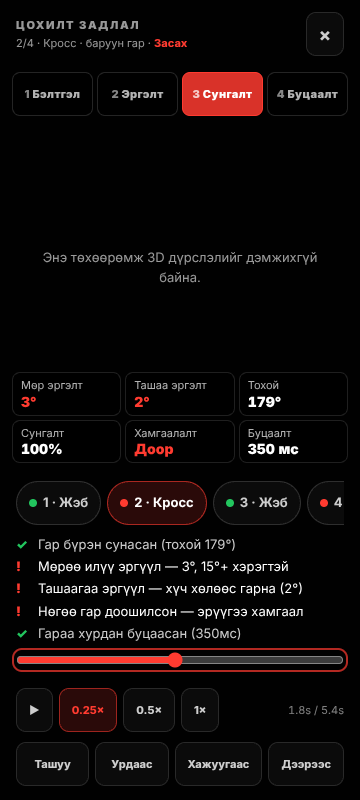 ЦОХИЛТ ЗАДЛАЛ
2/4 · Кросс · баруун гар · Засах
×
1 Бэлтгэл 2 Эргэлт 3 Сунгалт 4 Буцаалт
Энэ төхөөрөмж 3D дүрслэлийг дэмжихгүй
байна.
Мөр эргэлт Ташаа эргэлт Тохой
3° 2° 179°
Сунгалт Хамгаалалт Буцаалт
100% Доор 350 мс
1 · Жэб 2 · Кросс 3 · Жэб 4
✓ Гар бүрэн сунасан (тохой 179°)
! Мөрөө илүү эргүүл — 3°, 15°+ хэрэгтэй
! Ташаагаа эргүүл — хүч хөлөөс гарна (2°)
! Нөгөө гар доошилсон — эрүүгээ хамгаал
✓ Гараа хурдан буцаасан (350мс)
▶ 0.25× 0.5× 1× 1.8s / 5.4s
Ташуу Урдаас Хажуугаас Дээрээс